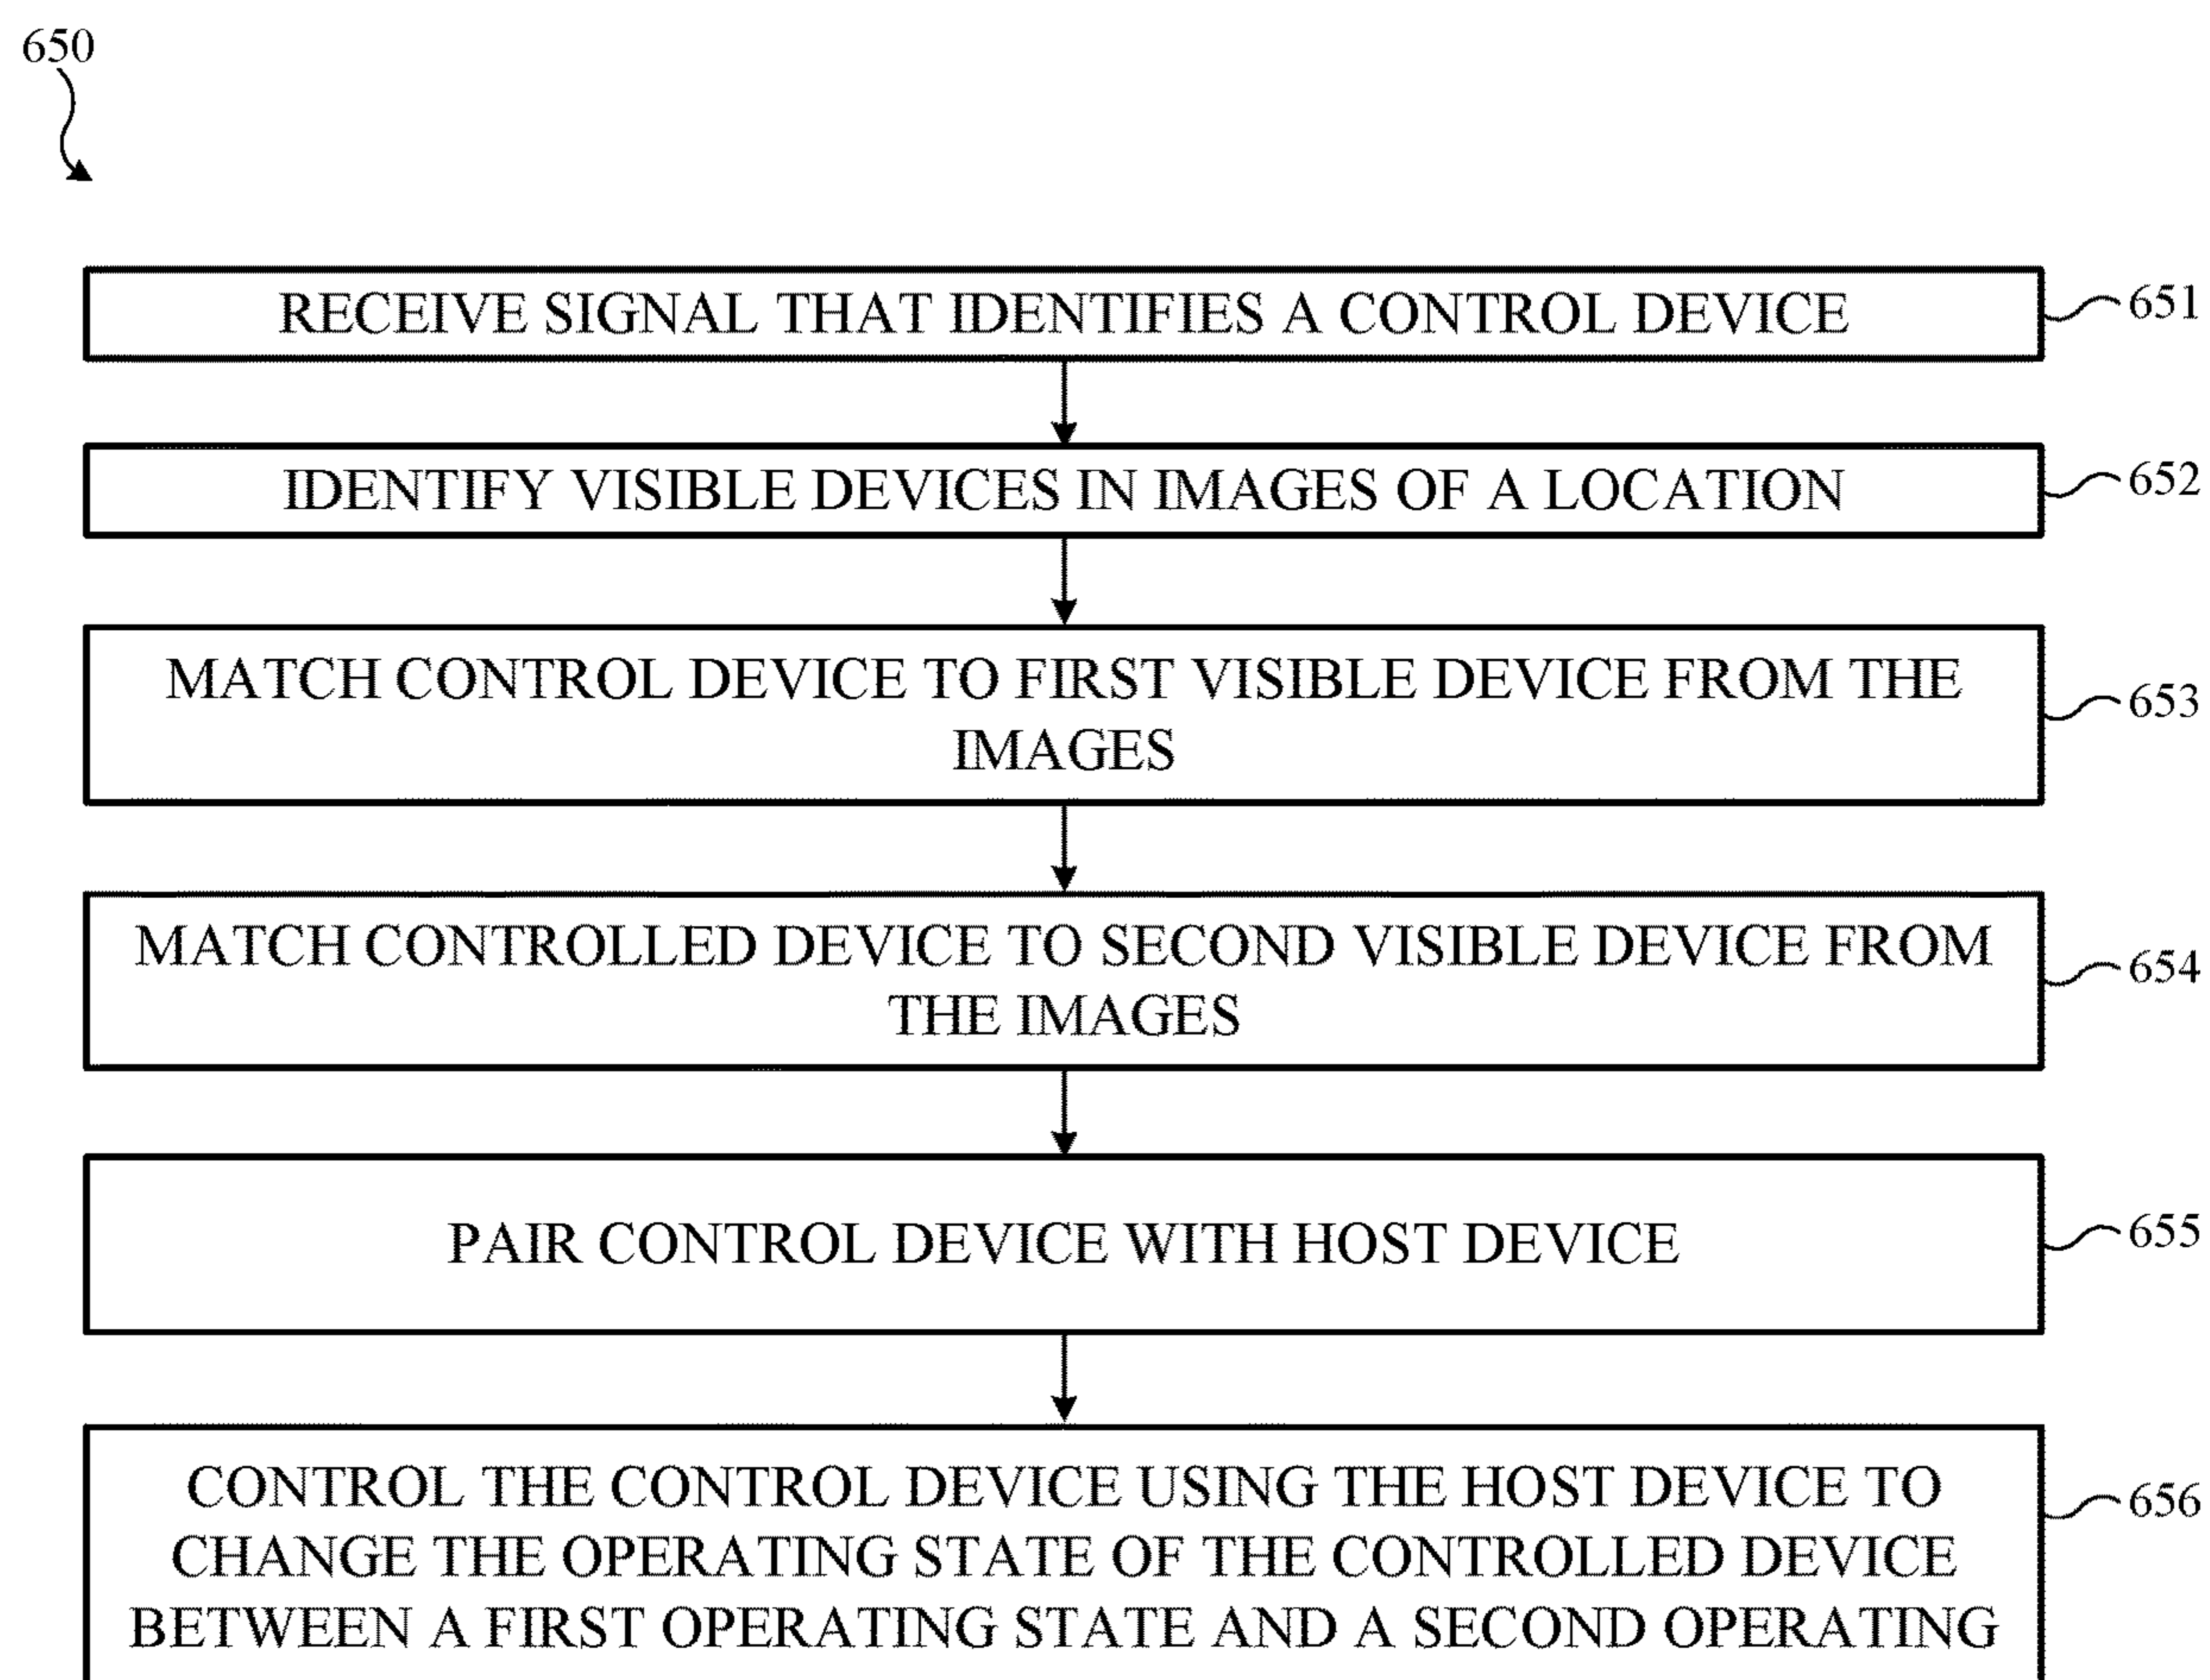 650
RECEIVE SIGNAL THAT IDENTIFIES A CONTROL DEVICE
651
IDENTIFY VISIBLE DEVICES IN IMAGES OF A LOCATION
652
MATCH CONTROL DEVICE TO FIRST VISIBLE DEVICE FROM THE
IMAGES
653
MATCH CONTROLLED DEVICE TO SECOND VISIBLE DEVICE FROM
THE IMAGES
654
PAIR CONTROL DEVICE WITH HOST DEVICE
655
CONTROL THE CONTROL DEVICE USING THE HOST DEVICE TO
CHANGE THE OPERATING STATE OF THE CONTROLLED DEVICE
BETWEEN A FIRST OPERATING STATE AND A SECOND OPERATING
656